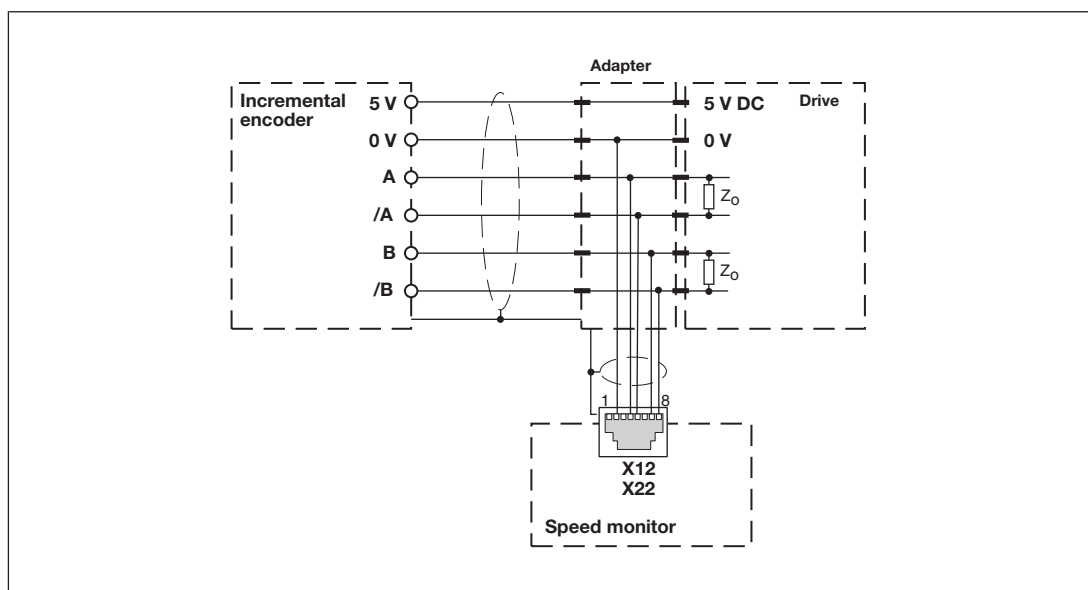 Adapter
Incremental
encoder
5 V
5 V DC
Drive
0 V
0 V
A
Zo
/A
B
Zo
/B
1
8
X12
X22
Speed monitor